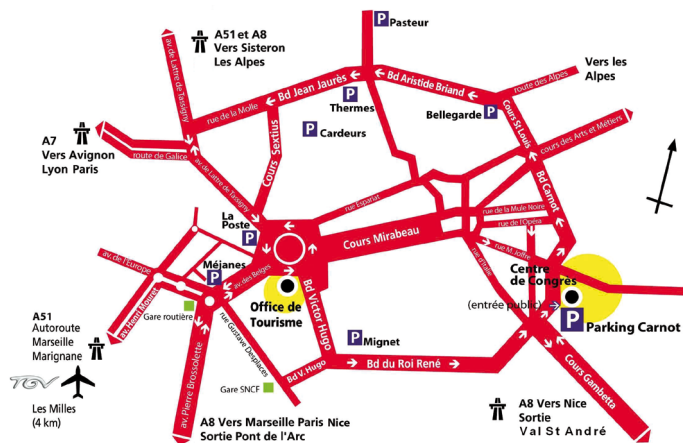 P Pasteur
A51 et A8
Vers Sisteron
Les Alpes
av. de Lattre de Tassigny
rue de la Molle
Bd Jean Jaurès
Bd Aristide Briand
route des Alpes
Vers les
Alpes
P
Thermes
P Cardeurs
Bellegarde P
Cours St Louis
cours des Arts et Métiers
A7
Vers Avignon
Lyon Paris
route de Galice
av. de Lattre de Tassigny
Cours Sextius
Bd Carnot
rue Espariat
La
Poste
P
Cours Mirabeau
rue de la Mule Noire
rue de l'Opéra
rue M. Joffre
rue d'Italie
av. de l'Europe
Méjanes
P
av. des Belges
Centre
de Congrès
(entrée public)
P Parking Carnot
Office de
Tourisme
Bd Victor Hugo
A51
Autoroute
Marseille
Marignane
av. Henri Mouret
Gare routière
rue Gustave Desplaces
P Mignet
TGV
Les Milles
(4 km)
av. Pierre Brossolette
Gare SNCF
Bd V. Hugo
Bd du Roi René
Cours Gambetta
A8 Vers Marseille Paris Nice
Sortie Pont de l'Arc
A8 Vers Nice
Sortie
Val St André